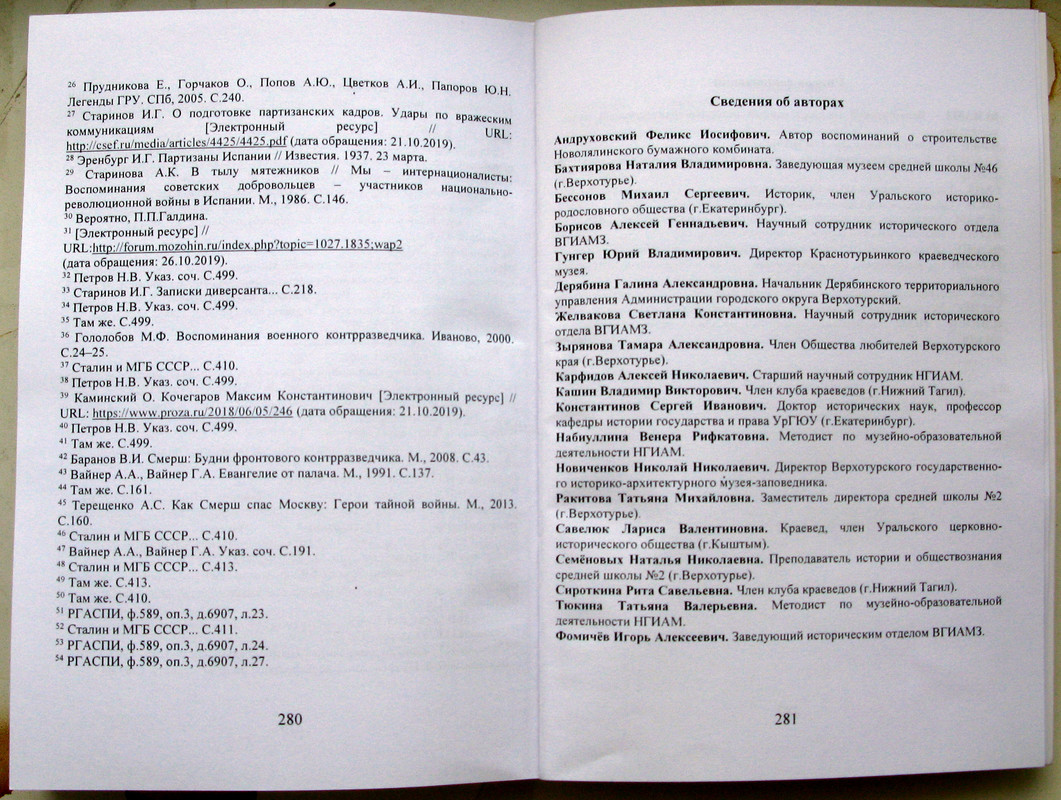 ²⁶ Прудникова Е., Горчаков О., Попов А.Ю., Цветков А.И., Папоров Ю.Н.
Легенды ГРУ. СПб, 2005. С.240.
²⁷ Старинов И.Г. О подготовке партизанских кадров. Удары по вражеским
коммуникациям [Электронный ресурс] // URL:
http://csef.ru/media/articles/4425/4425.pdf (дата обращения: 21.10.2019).
²⁸ Эренбург И.Г. Партизаны Испании // Известия. 1937. 23 марта.
²⁹ Старинова А.К. В тылу мятежников // Мы – интернационалисты:
Воспоминания советских добровольцев – участников национально-
революционной войны в Испании. М., 1986. С.146.
³⁰ Вероятно, П.П.Галдина.
³¹ [Электронный ресурс] //
URL:http://forum.mozohin.ru/index.php?topic=1027.1835;wap2
(дата обращения: 26.10.2019).
³² Петров Н.В. Указ. соч. С.499.
³³ Старинов И.Г. Записки диверсанта... С.218.
³⁴ Петров Н.В. Указ. соч. С.499.
³⁵ Там же. С.499.
³⁶ Гололобов М.Ф. Воспоминания военного контрразведчика. Иваново, 2000.
С.24–25.
³⁷ Сталин и МГБ СССР... С.410.
³⁸ Петров Н.В. Указ. соч. С.499.
³⁹ Каминский О. Кочегаров Максим Константинович [Электронный ресурс] //
URL: https://www.proza.ru/2018/06/05/246 (дата обращения: 21.10.2019).
⁴⁰ Петров Н.В. Указ. соч. С.499.
⁴¹ Там же. С.499.
⁴² Баранов В.И. Смерш: Будни фронтового контрразведчика. М., 2008. С.43.
⁴³ Вайнер А.А., Вайнер Г.А. Евангелие от палача. М., 1991. С.137.
⁴⁴ Там же. С.161.
⁴⁵ Терещенко А.С. Как Смерш спас Москву: Герои тайной войны. М., 2013.
С.160.
⁴⁶ Сталин и МГБ СССР... С.410.
⁴⁷ Вайнер А.А., Вайнер Г.А. Указ. соч. С.191.
⁴⁸ Сталин и МГБ СССР... С.413.
⁴⁹ Там же. С.413.
⁵⁰ Там же. С.410.
⁵¹ РГАСПИ, ф.589, оп.3, д.6907, л.23.
⁵² Сталин и МГБ СССР... С.411.
⁵³ РГАСПИ, ф.589, оп.3, д.6907, л.24.
⁵⁴ РГАСПИ, ф.589, оп.3, д.6907, л.27.
280
Сведения об авторах
Андруховский Феликс Иосифович. Автор воспоминаний о строительстве
Новолялинского бумажного комбината.
Бахтиярова Наталия Владимировна. Заведующая музеем средней школы №46
(г.Верхотурье).
Бессонов Михаил Сергеевич. Историк, член Уральского историко-
родословного общества (г.Екатеринбург).
Борисов Алексей Геннадьевич. Научный сотрудник исторического отдела
ВГИАМЗ.
Гунгер Юрий Владимирович. Директор Краснотурьинского краеведческого
музея.
Дерябина Галина Александровна. Начальник Дерябинского территориального
управления Администрации городского округа Верхотурский.
Желвакова Светлана Константиновна. Научный сотрудник исторического
отдела ВГИАМЗ.
Зырянова Тамара Александровна. Член Общества любителей Верхотурского
края (г.Верхотурье).
Карфидов Алексей Николаевич. Старший научный сотрудник НГИАМ.
Кашин Владимир Викторович. Член клуба краеведов (г.Нижний Тагил).
Константинов Сергей Иванович. Доктор исторических наук, профессор
кафедры истории государства и права УрГЮУ (г.Екатеринбург).
Набиуллина Венера Рифкатовна. Методист по музейно-образовательной
деятельности НГИАМ.
Новиченков Николай Николаевич. Директор Верхотурского государственно-
го историко-архитектурного музея-заповедника.
Ракитова Татьяна Михайловна. Заместитель директора средней школы №2
(г.Верхотурье).
Савелюк Лариса Валентиновна. Краевед, член Уральского церковно-
исторического общества (г.Кыштым).
Семёновых Наталья Николаевна. Преподаватель истории и обществознания
средней школы №2 (г.Верхотурье).
Сироткина Рита Савельевна. Член клуба краеведов (г.Нижний Тагил).
Тюкина Татьяна Валерьевна. Методист по музейно-образовательной
деятельности НГИАМ.
Фомичёв Игорь Алексеевич. Заведующий историческим отделом ВГИАМЗ.
281